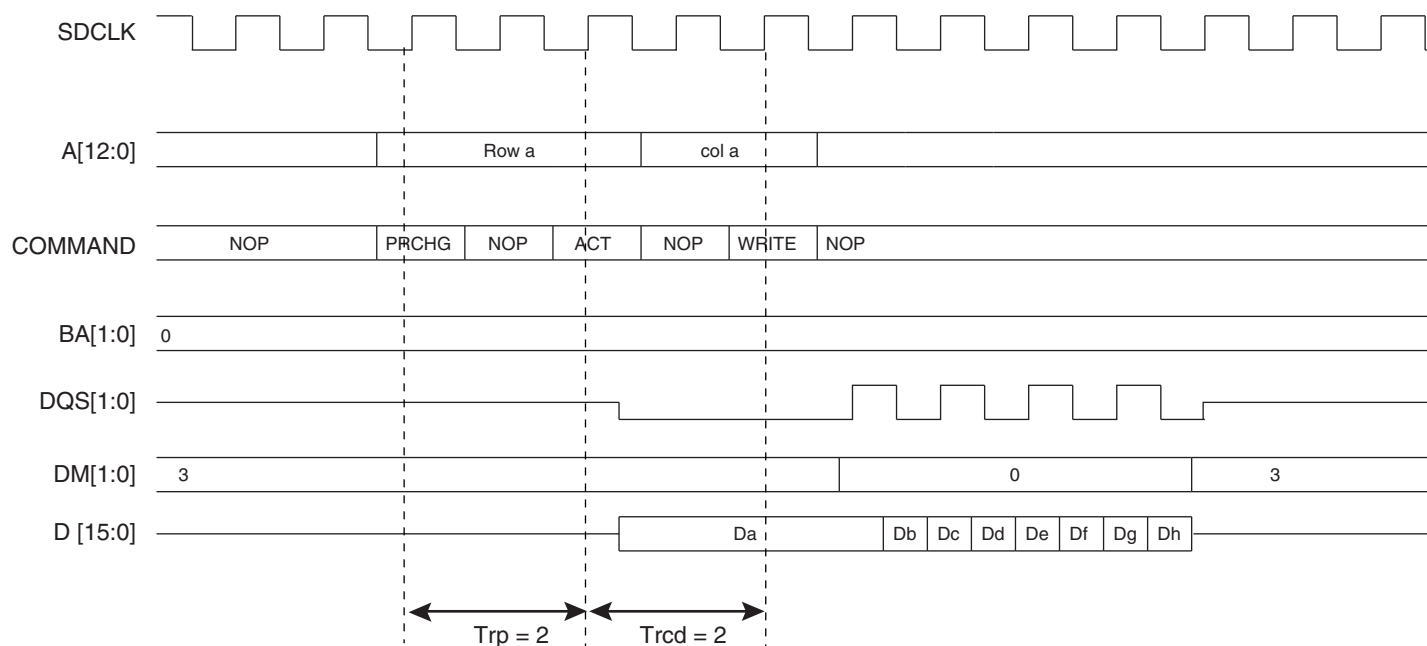 SDCLK
A[12:0] Row a col a
COMMAND NOP PRCHG NOP ACT NOP WRITE NOP
BA[1:0] 0
DQS[1:0]
DM[1:0] 3 0 3
D [15:0] Da Db Dc Dd De Df Dg Dh
Trp = 2 Trcd = 2